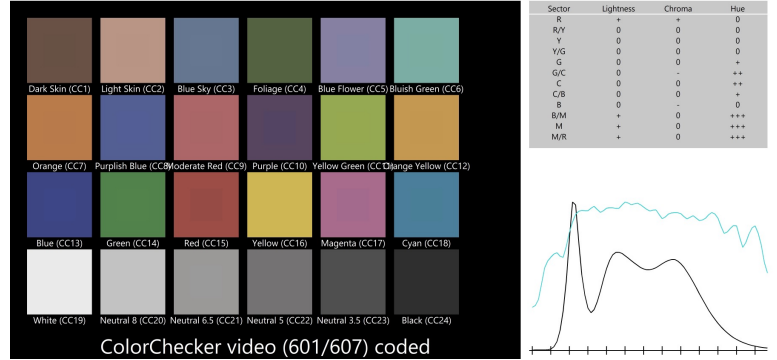 Dark Skin (CC1) Light Skin (CC2) Blue Sky (CC3) Foliage (CC4) Blue Flower (CC5) Bluish Green (CC6)
Orange (CC7) Purplish Blue (CC8) Moderate Red (CC9) Purple (CC10) Yellow Green (CC11) Orange Yellow (CC12)
Blue (CC13) Green (CC14) Red (CC15) Yellow (CC16) Magenta (CC17) Cyan (CC18)
White (CC19) Neutral 8 (CC20) Neutral 6.5 (CC21) Neutral 5 (CC22) Neutral 3.5 (CC23) Black (CC24)
ColorChecker video (601/607) coded
Sector Lightness Chroma Hue
R + + 0
R/Y 0 0 0
Y 0 0 0
Y/G 0 0 0
G 0 0 +
G/C 0 - ++
C 0 0 ++
C/B 0 0 +
B 0 - 0
B/M + 0 +++
M + 0 +++
M/R + 0 +++